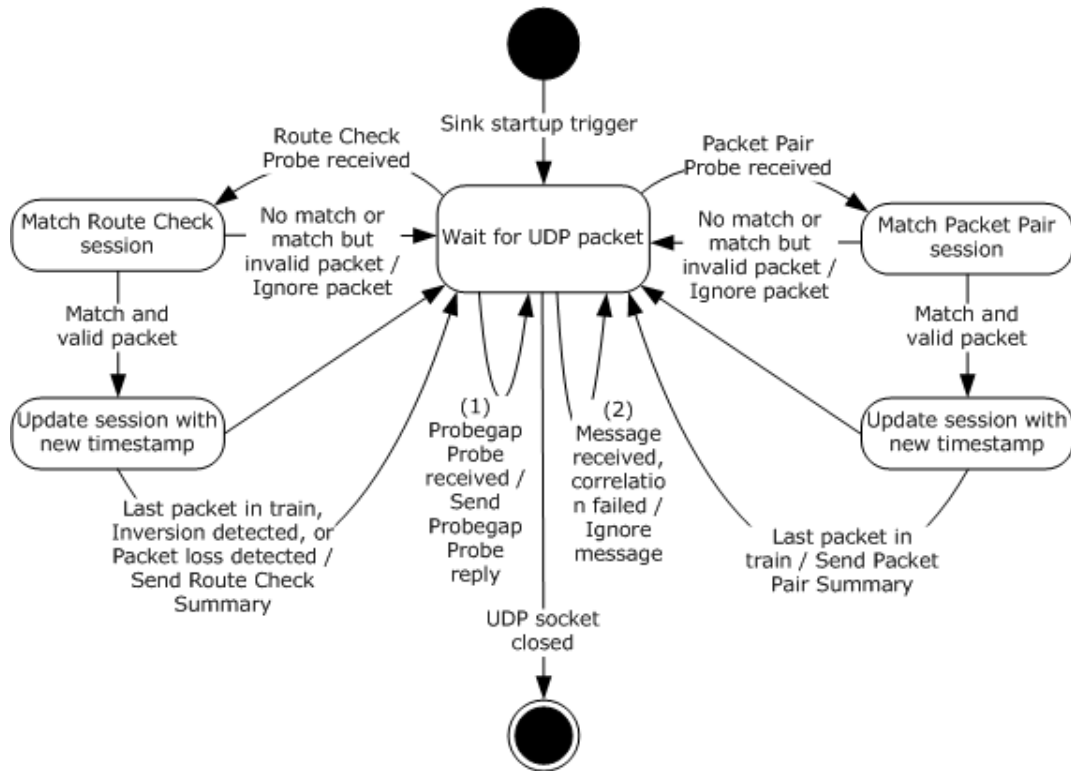 Sink startup trigger
Route Check
Probe received
Packet Pair
Probe received
Match Route Check
session
No match or
match but
invalid packet /
Ignore packet
Wait for UDP packet
No match or
match but
invalid packet /
Ignore packet
Match Packet Pair
session
Match and
valid packet
Match and
valid packet
Update session with
new timestamp
(1)
Probegap
Probe
received /
Send
Probegap
Probe
reply
(2)
Message
received,
correlatio
n failed /
Ignore
message
Update session with
new timestamp
Last packet in train,
Inversion detected, or
Packet loss detected /
Send Route Check
Summary
Last packet in
train / Send Packet
Pair Summary
UDP socket
closed